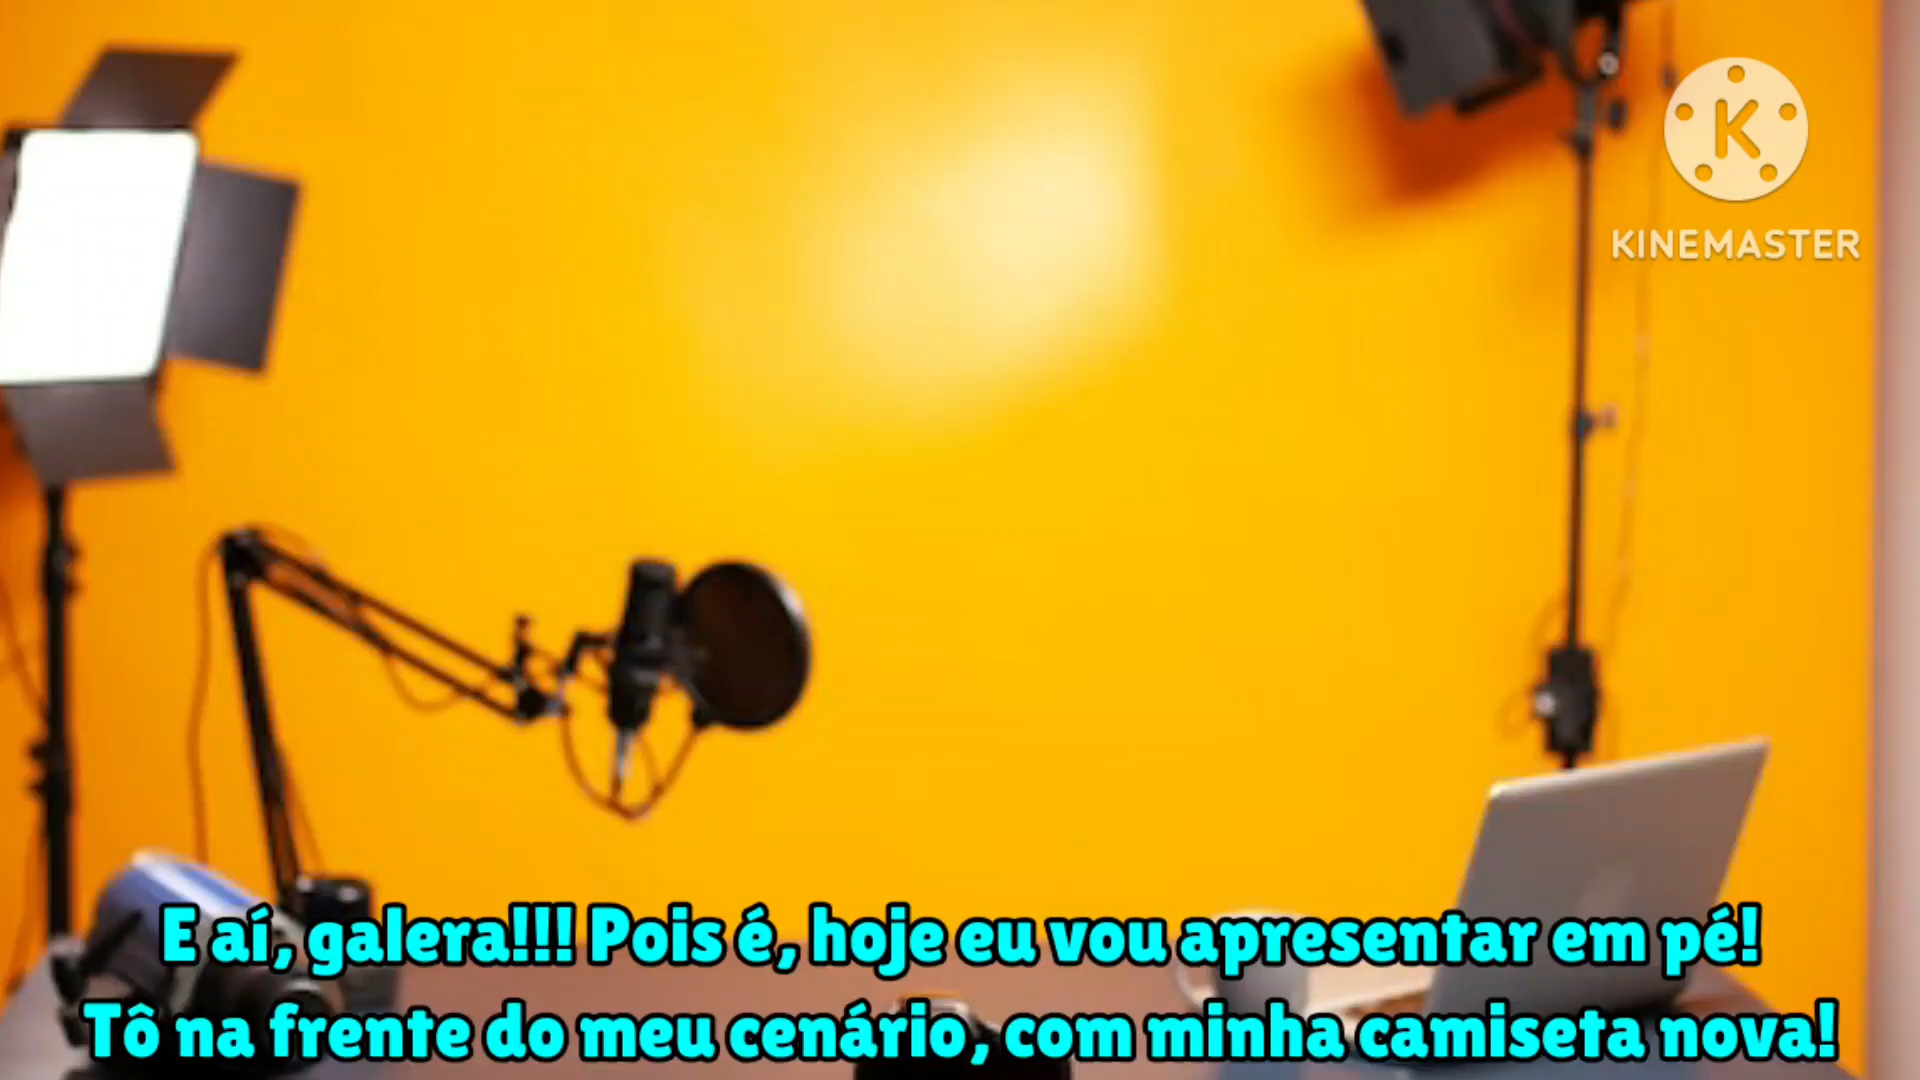 K
KINEMASTER
E aí, galera!!! Pois é, hoje eu vou apresentar em pé!
Tô na frente do meu cenário, com minha camiseta nova!